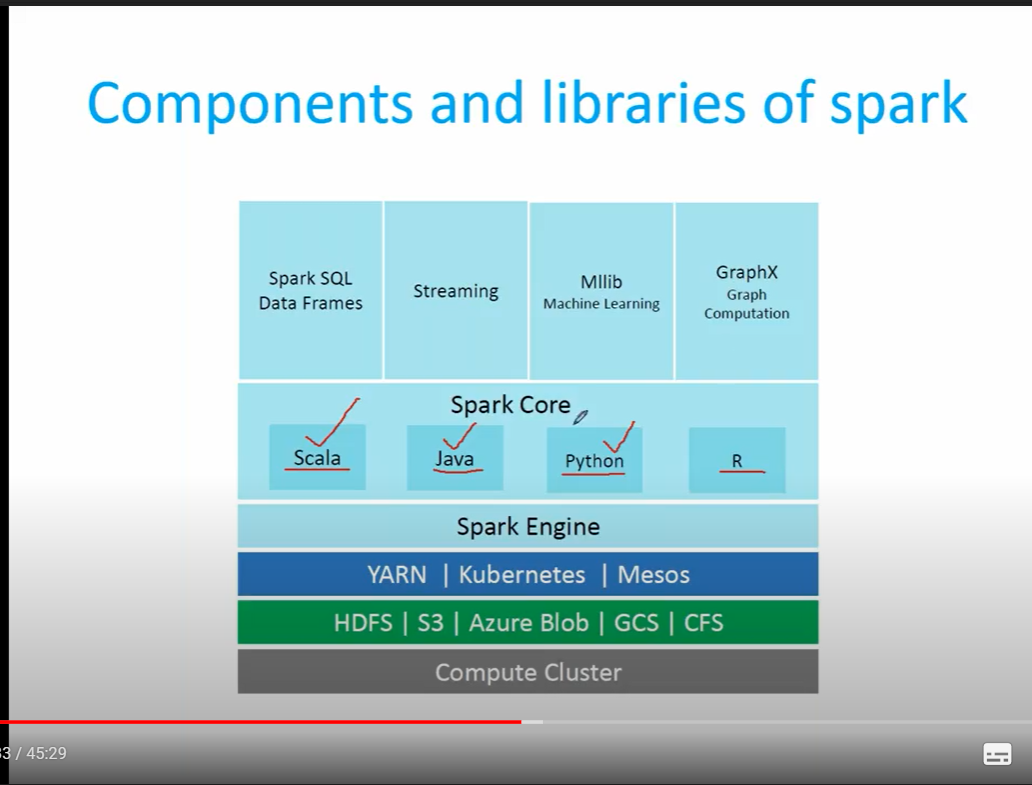 Components and libraries of spark
Spark SQL
Data Frames
Streaming
Mllib
Machine Learning
GraphX
Graph
Computation
Spark Core
Scala
Java
Python
R
Spark Engine
YARN | Kubernetes | Mesos
HDFS | S3 | Azure Blob | GCS | CFS
Compute Cluster
33 / 45:29